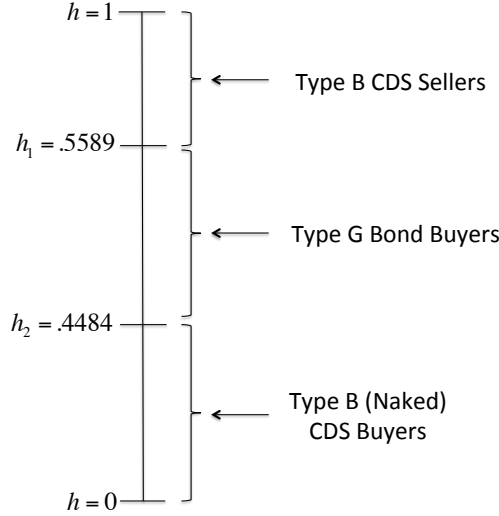 h = 1
Type B CDS Sellers
h₁ = .5589
Type G Bond Buyers
h₂ = .4484
Type B (Naked)
CDS Buyers
h = 0